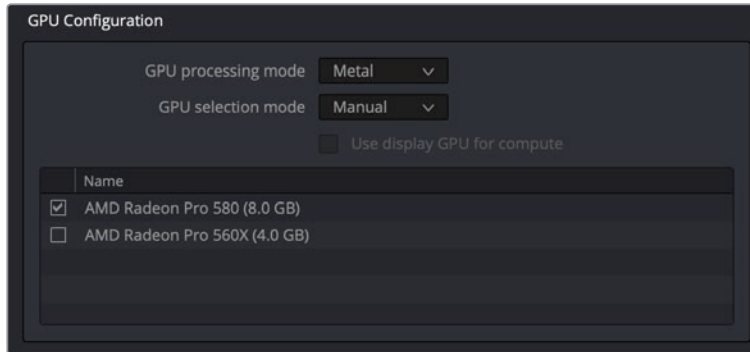 GPU Configuration
GPU processing mode Metal
GPU selection mode Manual
Use display GPU for compute
Name
AMD Radeon Pro 580 (8.0 GB)
AMD Radeon Pro 560X (4.0 GB)